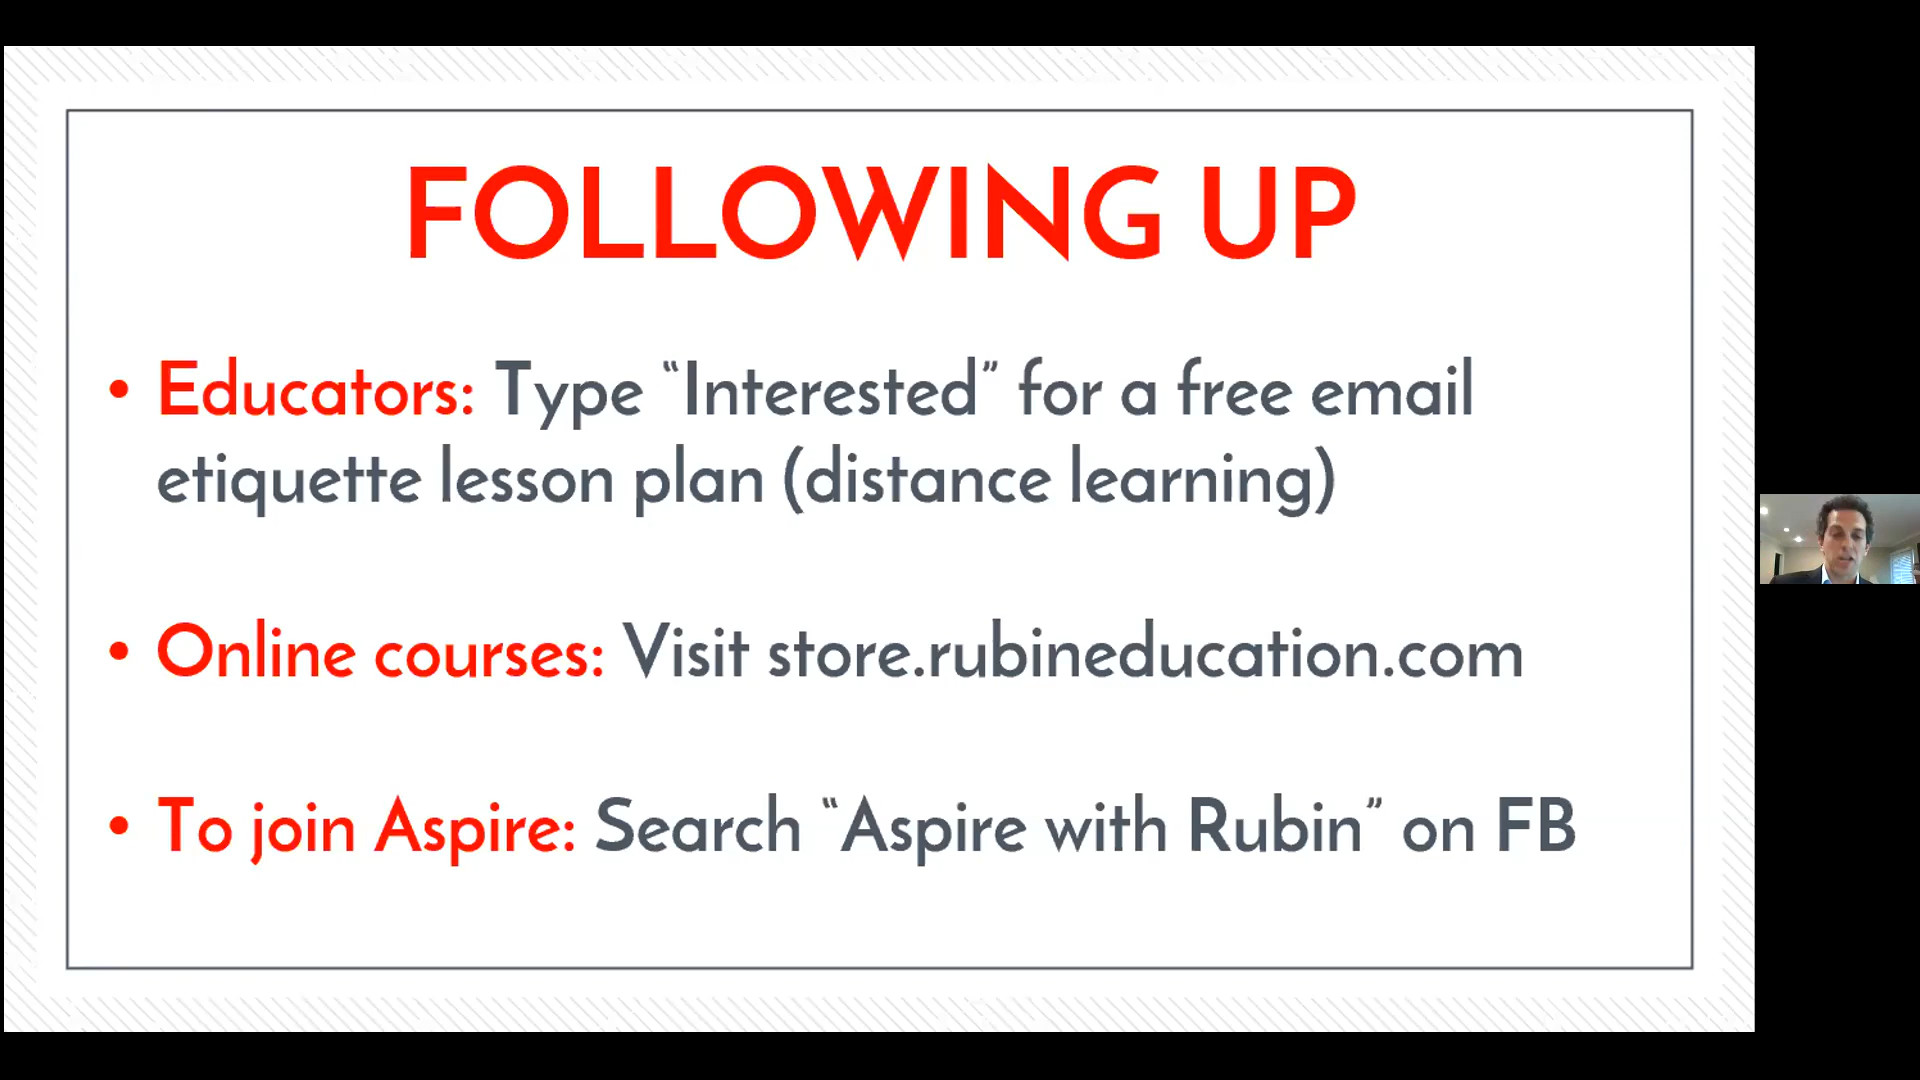 FOLLOWING UP
• Educators: Type “Interested” for a free email
etiquette lesson plan (distance learning)
• Online courses: Visit store.rubineducation.com
• To join Aspire: Search “Aspire with Rubin” on FB